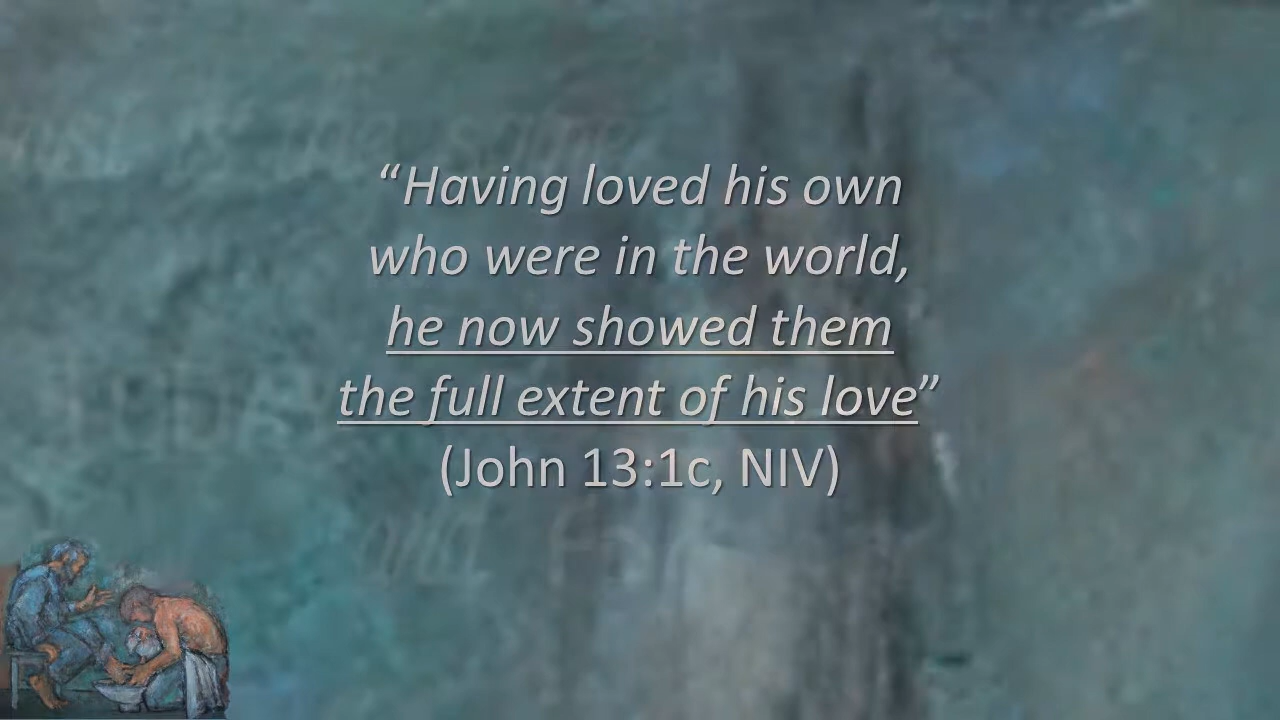 “Having loved his own
who were in the world,
he now showed them
the full extent of his love”
(John 13:1c, NIV)